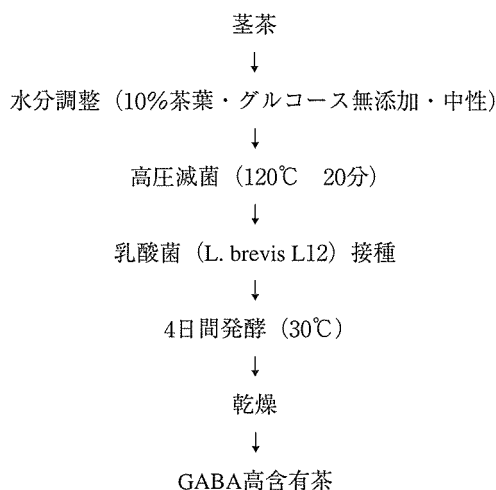 茎茶
↓
水分調整（10%茶葉・グルコース無添加・中性）
↓
高圧滅菌（120℃　20分）
↓
乳酸菌（L. brevis L12）接種
↓
4日間発酵（30℃）
↓
乾燥
↓
GABA高含有茶